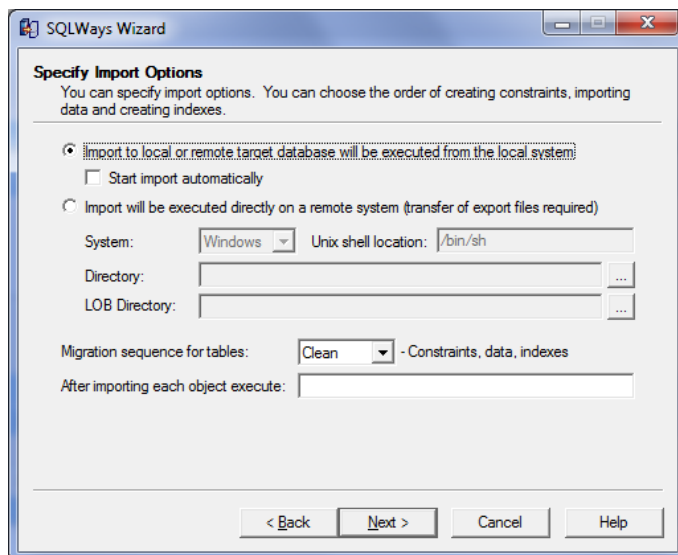 SQLWays Wizard
Specify Import Options
You can specify import options. You can choose the order of creating constraints, importing
data and creating indexes.
Import to local or remote target database will be executed from the local system
Start import automatically
Import will be executed directly on a remote system (transfer of export files required)
System: Windows Unix shell location: /bin/sh
Directory: ...
LOB Directory: ...
Migration sequence for tables: Clean - Constraints, data, indexes
After importing each object execute:
< Back Next > Cancel Help